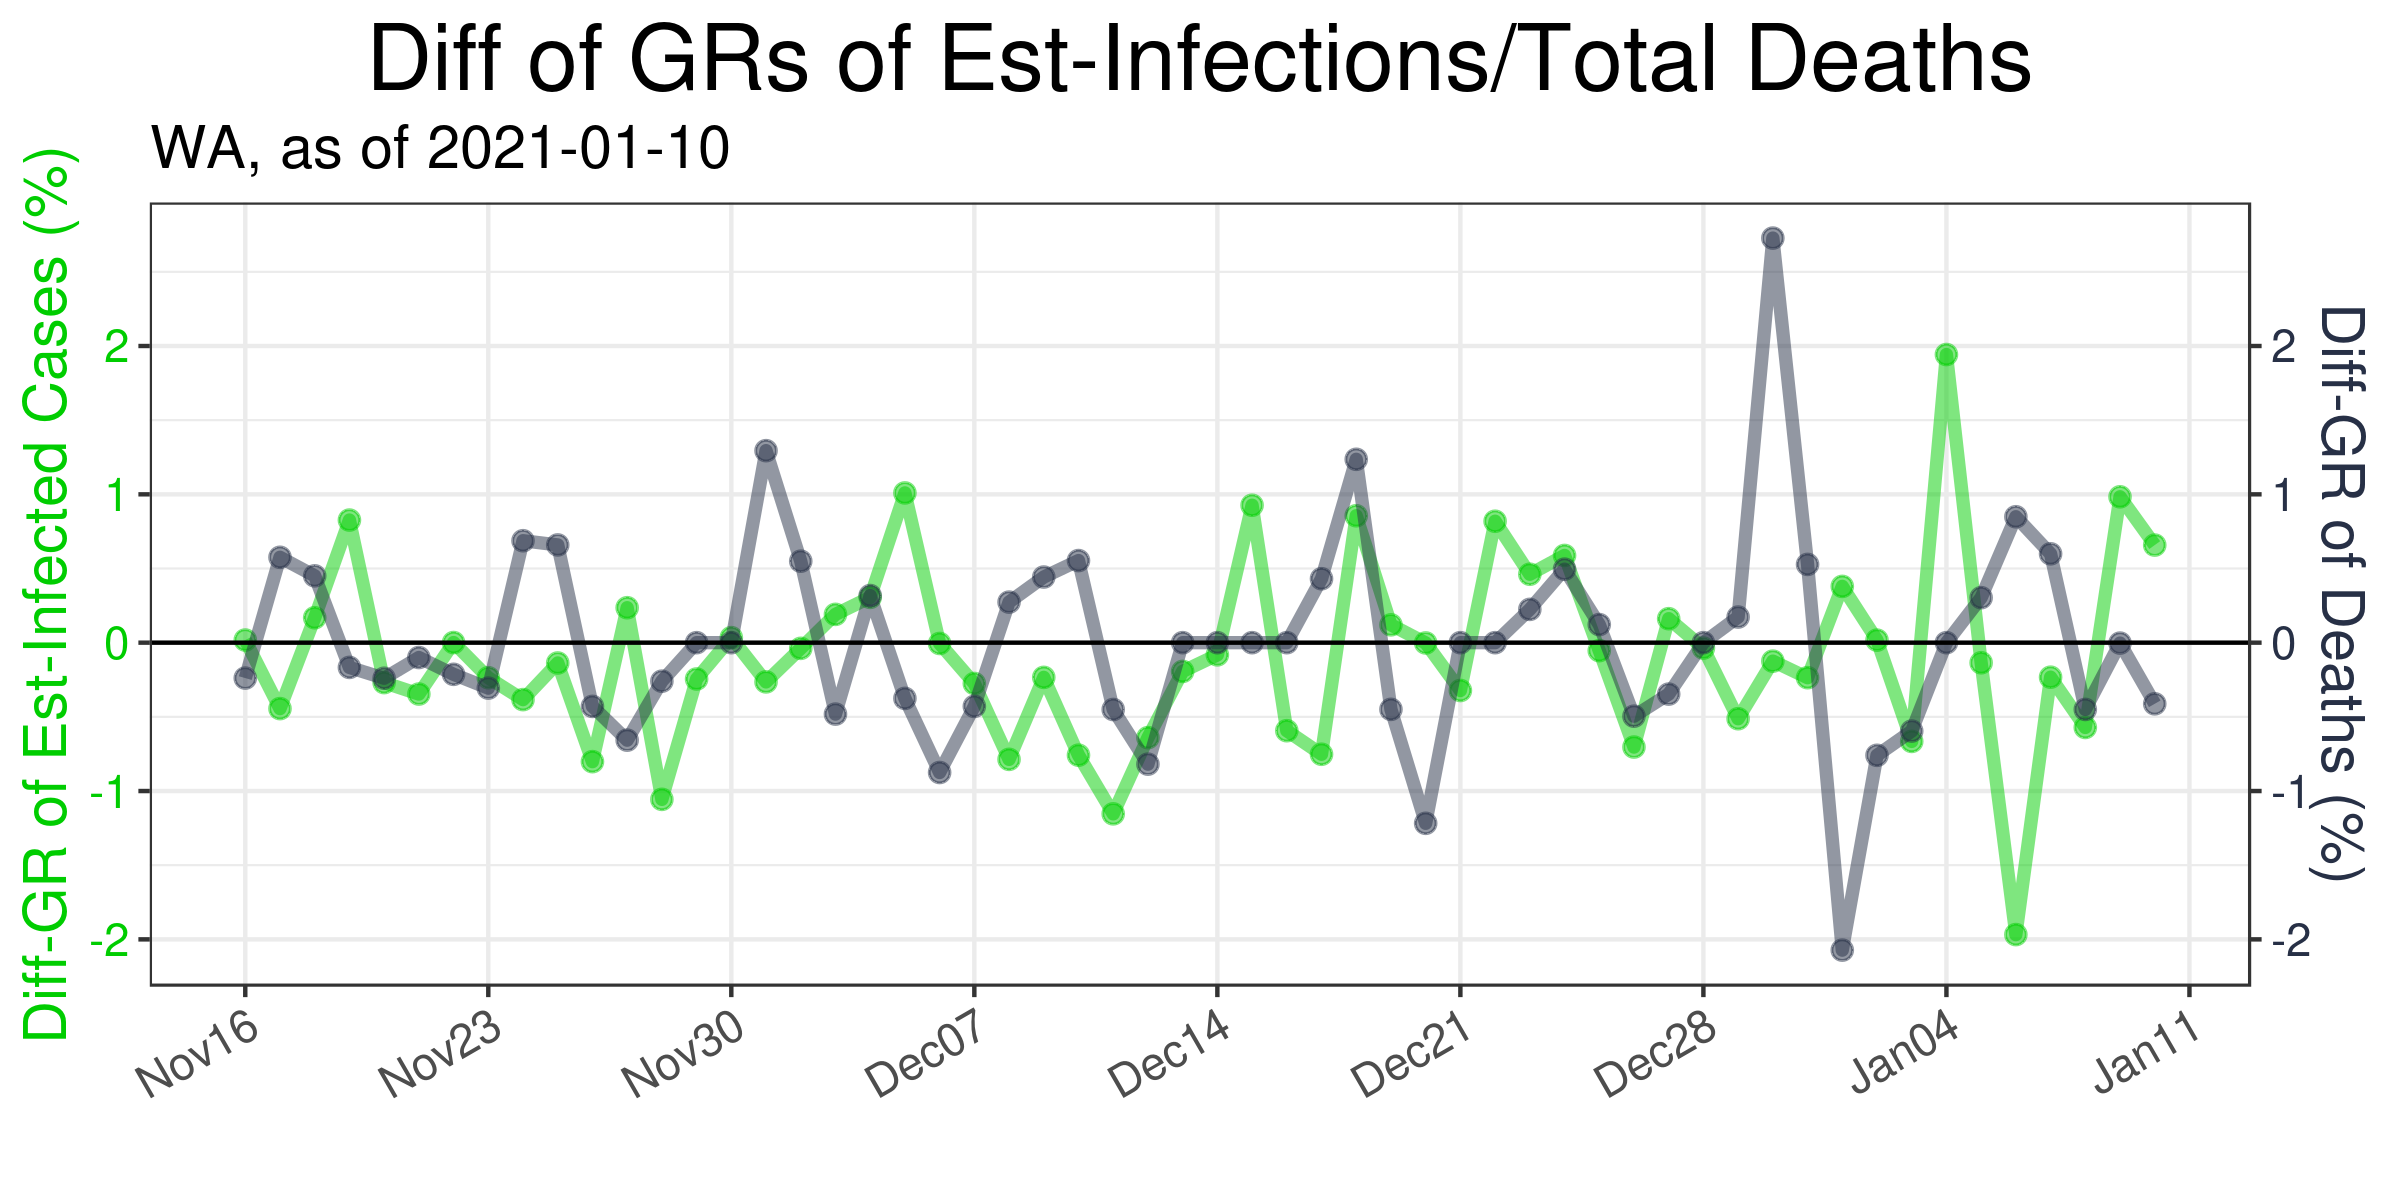 Diff of GRs of Est-Infections/Total Deaths
WA, as of 2021-01-10
Diff-GR of Est-Infected Cases (%)
2
1
0
-1
-2
2
1
0
-1
-2
Diff-GR of Deaths (%)
Nov16
Nov23
Nov30
Dec07
Dec14
Dec21
Dec28
Jan04
Jan11